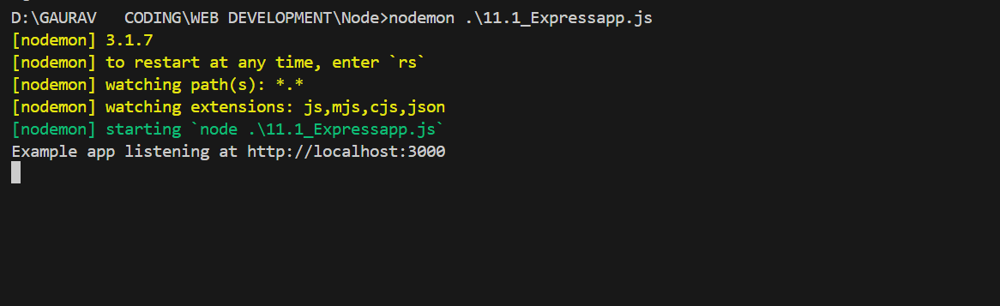 D:\GAURAV   CODING\WEB DEVELOPMENT\Node>nodemon .\11.1_Expressapp.js
[nodemon] 3.1.7
[nodemon] to restart at any time, enter `rs`
[nodemon] watching path(s): *.*
[nodemon] watching extensions: js,mjs,cjs,json
[nodemon] starting `node .\11.1_Expressapp.js`
Example app listening at http://localhost:3000